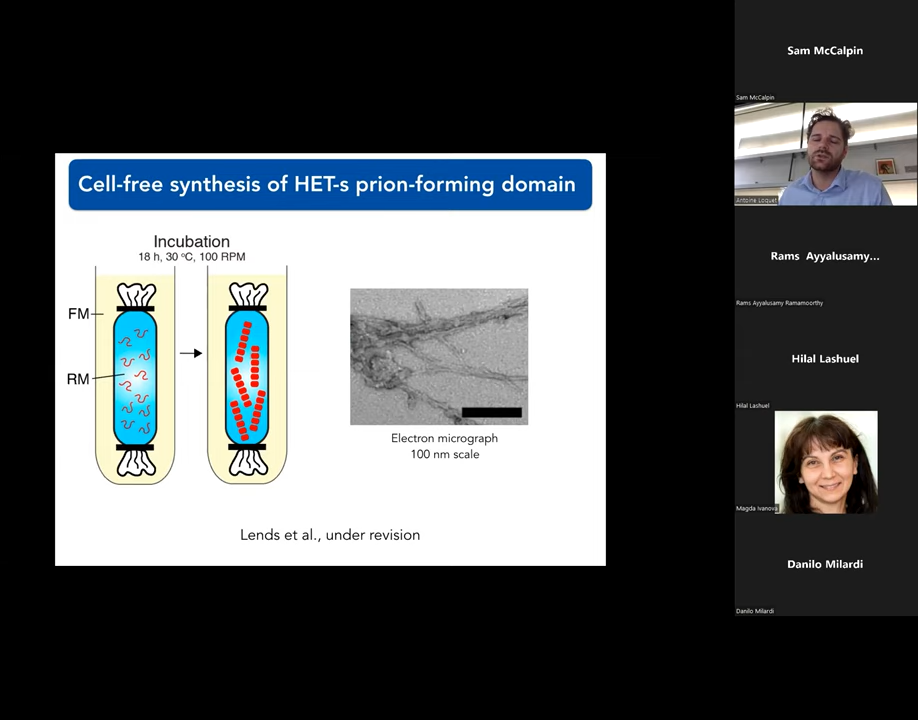 Cell-free synthesis of HET-s prion-forming domain
Incubation
18 h, 30 ºC, 100 RPM
FM
RM
Electron micrograph
100 nm scale
Lends et al., under revision
Sam McCalpin
Sam McCalpin
Antoine Loquet
Rams Ayyalusamy...
Rams Ayyalusamy Ramamoorthy
Hilal Lashuel
Hilal Lashuel
Magda Ivanova
Danilo Milardi
Danilo Milardi